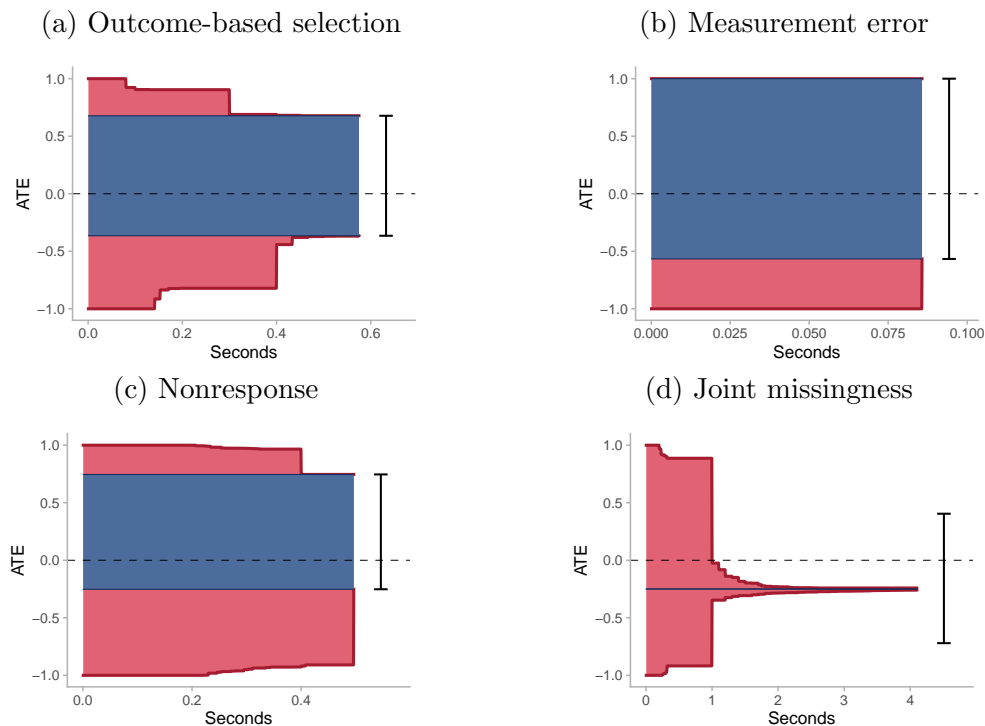 (a) Outcome-based selection
1.0
0.5
0.0
−0.5
−1.0
ATE
0.0 0.2 0.4 0.6
Seconds
(b) Measurement error
1.0
0.5
0.0
−0.5
−1.0
ATE
0.000 0.025 0.050 0.075 0.100
Seconds
(c) Nonresponse
1.0
0.5
0.0
−0.5
−1.0
ATE
0.0 0.2 0.4
Seconds
(d) Joint missingness
1.0
0.5
0.0
−0.5
−1.0
ATE
0 1 2 3 4
Seconds